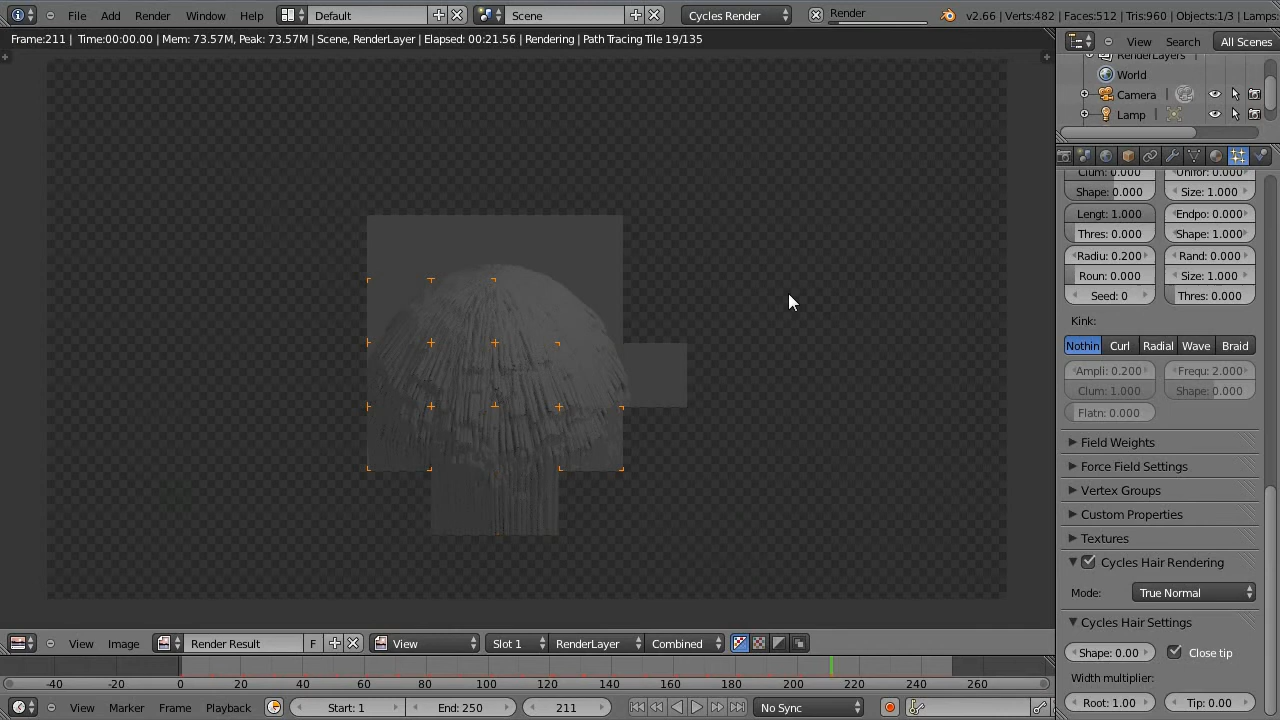 File Add Render Window Help Default Scene Cycles Render Render v2.66 | Verts:482 | Faces:512 | Tris:960 | Objects:1/3 | Lamps:
Frame:211 | Time:00:00.00 | Mem: 73.57M, Peak: 73.57M | Scene, RenderLayer | Elapsed: 00:21.56 | Rendering | Path Tracing Tile 19/135
View Search All Scenes
RenderLayers
World
Camera
Lamp
Clum: 0.000 Unifor: 0.000
Shape: 0.000 Size: 1.000
Lengt: 1.000 Endpo: 0.000
Thres: 0.000 Shape: 1.000
Radiu: 0.200 Rand: 0.000
Roun: 0.000 Size: 1.000
Seed: 0 Thres: 0.000
Kink:
Nothin Curl Radial Wave Braid
Ampli: 0.200 Frequ: 2.000
Clum: 1.000 Shape: 0.000
Flatn: 0.000
Field Weights
Force Field Settings
Vertex Groups
Custom Properties
Textures
Cycles Hair Rendering
Mode: True Normal
Cycles Hair Settings
Shape: 0.00 Close tip
Width multiplier:
Root: 1.00 Tip: 0.00
View Image Render Result F View Slot 1 RenderLayer Combined
-40 -20 0 20 40 60 80 100 120 140 160 180 200 220 240 260
View Marker Frame Playback Start: 1 End: 250 211 No Sync